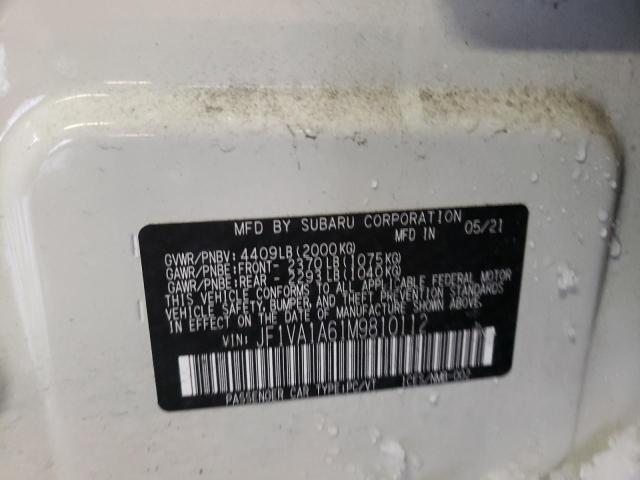 MFD BY SUBARU CORPORATION
MFD IN 05/21
GVWR/PNBV: 4409LB(2000KG)
GAWR/PNBE:FRONT- 2370LB(1075KG)
GAWR/PNBE:REAR - 2293LB(1040KG)
THIS VEHICLE CONFORMS TO ALL APPLICABLE FEDERAL MOTOR
VEHICLE SAFETY, BUMPER, AND THEFT PREVENTION STANDARDS
IN EFFECT ON THE DATE OF MANUFACTURE SHOWN ABOVE.
VIN: JF1VA1A61M9810112
PASSENGER CAR TYPE:PC/V1